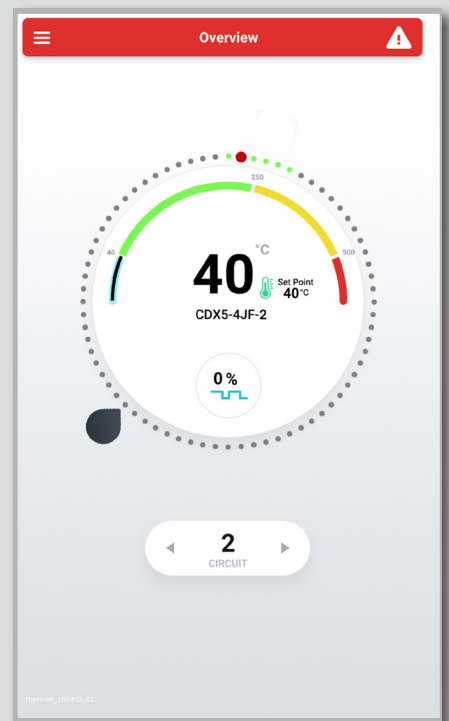 Overview
250
40
500
°C
40
Set Point
40°C
CDX5-4JF-2
0 %
2
CIRCUIT